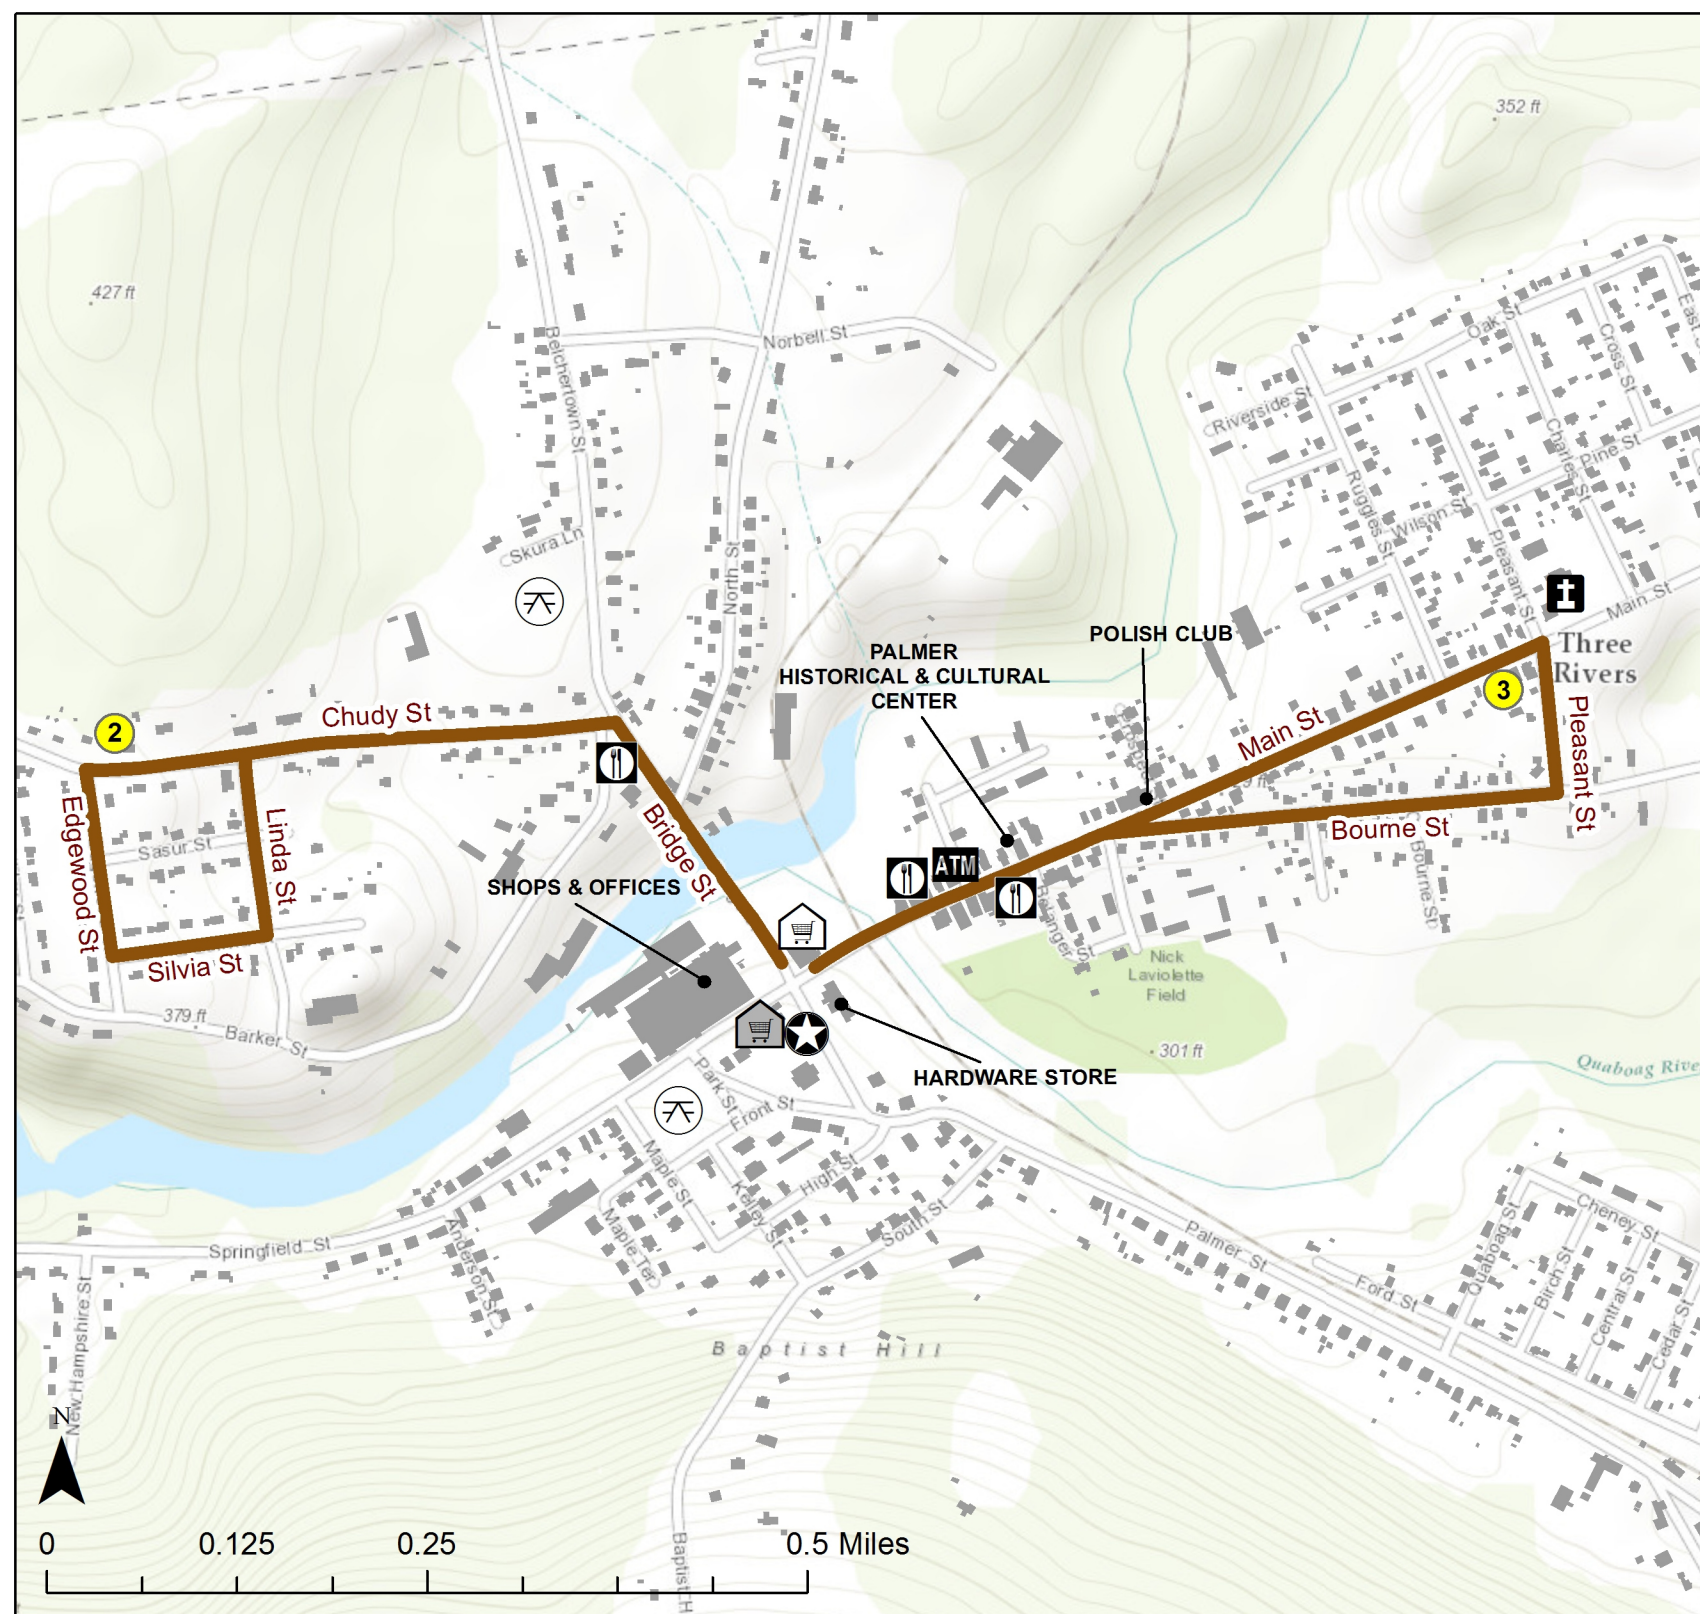 352 ft
427 ft
Belchertown St
Norbell St
Oak St
Cross St
East
Riverside St
Charles St
Pine St
Ruggles St
Wilson St
Pleasant St
Skura Ln
North St
Main St
Three
Rivers
POLISH CLUB
PALMER
HISTORICAL & CULTURAL
CENTER
2
3
Chudy St
Main St
Pleasant St
Edgewood St
Linda St
Sasur St
Bridge St
Bourne St
Bourne St
SHOPS & OFFICES
ATM
Belanger St
Silvia St
Nick
Laviolette
Field
379 ft
Barker St
301 ft
HARDWARE STORE
Quaboag Rive
Park St
Front St
Maple St
High St
Kelley St
South St
Maple Ter
Anderson St
Springfield St
New Hampshire St
Palmer St
Ford St
Quaboag St
Cheney St
Birch St
Central St
Cedar St
Baptist Hill
Baptist H
N
0 0.125 0.25 0.5 Miles